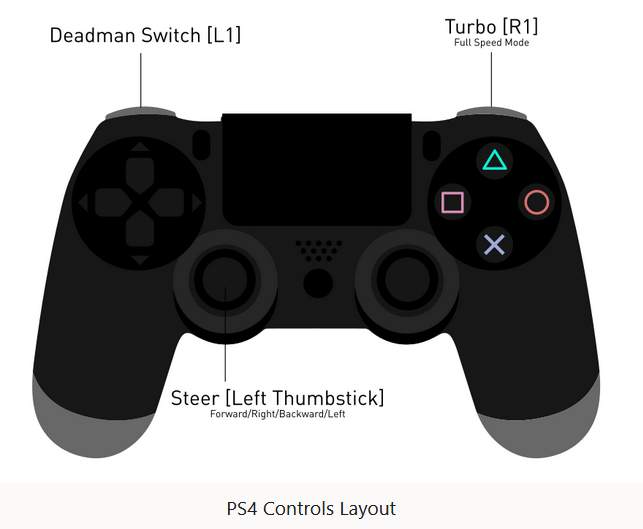 Deadman Switch [L1]
Turbo [R1]
Full Speed Mode
Steer [Left Thumbstick]
Forward/Right/Backward/Left
PS4 Controls Layout